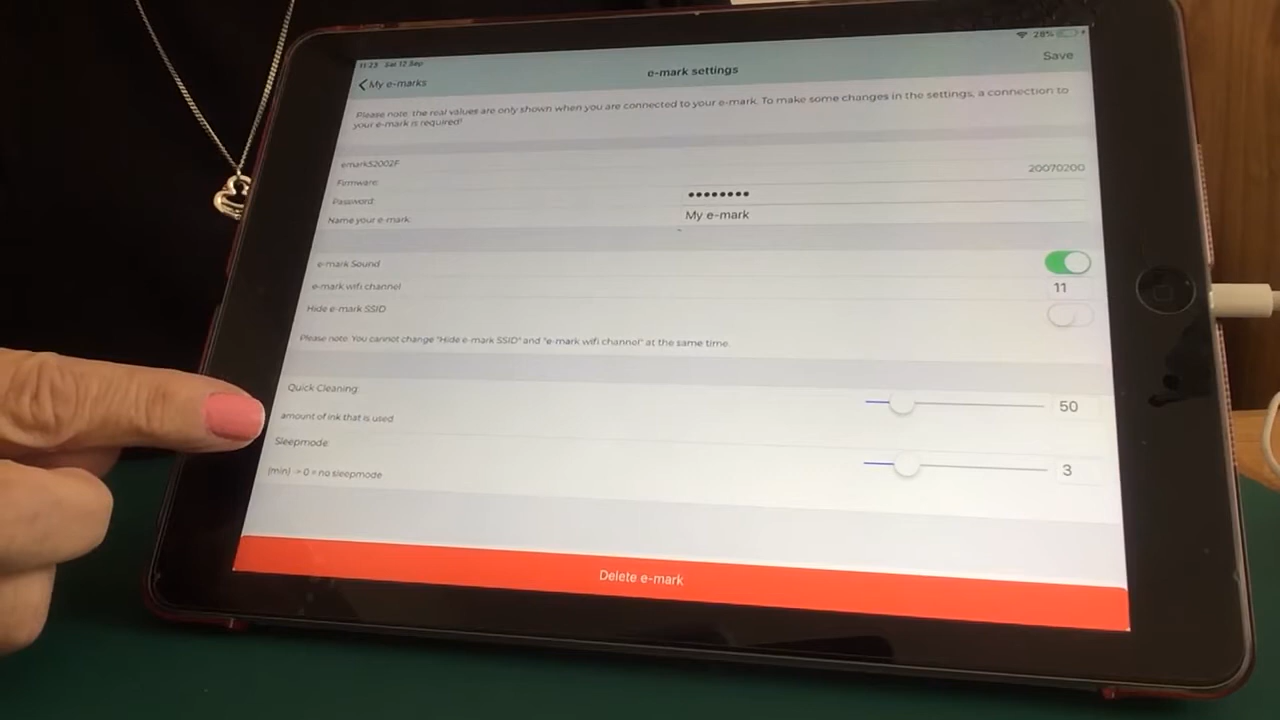 11:23 Sat 12 Sep
28%
My e-marks
e-mark settings
Save
Please note: the real values are only shown when you are connected to your e-mark. To make some changes in the settings, a connection to
your e-mark is required!
emarkS2002F
Firmware:
20070200
Password:
••••••••
Name your e-mark:
My e-mark
e-mark Sound
e-mark wifi channel
11
Hide e-mark SSID
Please note: You cannot change "Hide e-mark SSID" and "e-mark wifi channel" at the same time.
Quick Cleaning:
amount of ink that is used
50
Sleepmode:
(min) -> 0 = no sleepmode
3
Delete e-mark